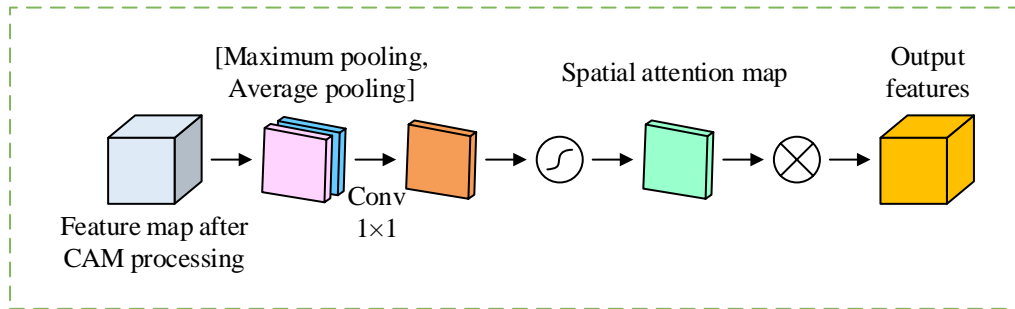 [Maximum pooling,
Average pooling]
Spatial attention map
Output
features
Conv
1×1
Feature map after
CAM processing